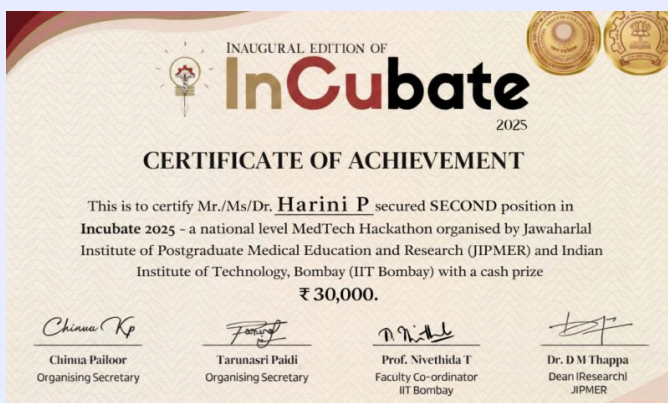 INAUGURAL EDITION OF
InCubate
2025
CERTIFICATE OF ACHIEVEMENT
This is to certify Mr./Ms/Dr. Harini P secured SECOND position in
Incubate 2025 - a national level MedTech Hackathon organised by Jawaharlal
Institute of Postgraduate Medical Education and Research (JIPMER) and Indian
Institute of Technology, Bombay (IIT Bombay) with a cash prize
₹ 30,000.
Chinua Kp
Chinua Pailoor
Organising Secretary
Tarunasri Paidi
Organising Secretary
Prof. Nivethida T
Faculty Co-ordinator
IIT Bombay
Dr. D M Thappa
Dean IResearchl
JIPMER